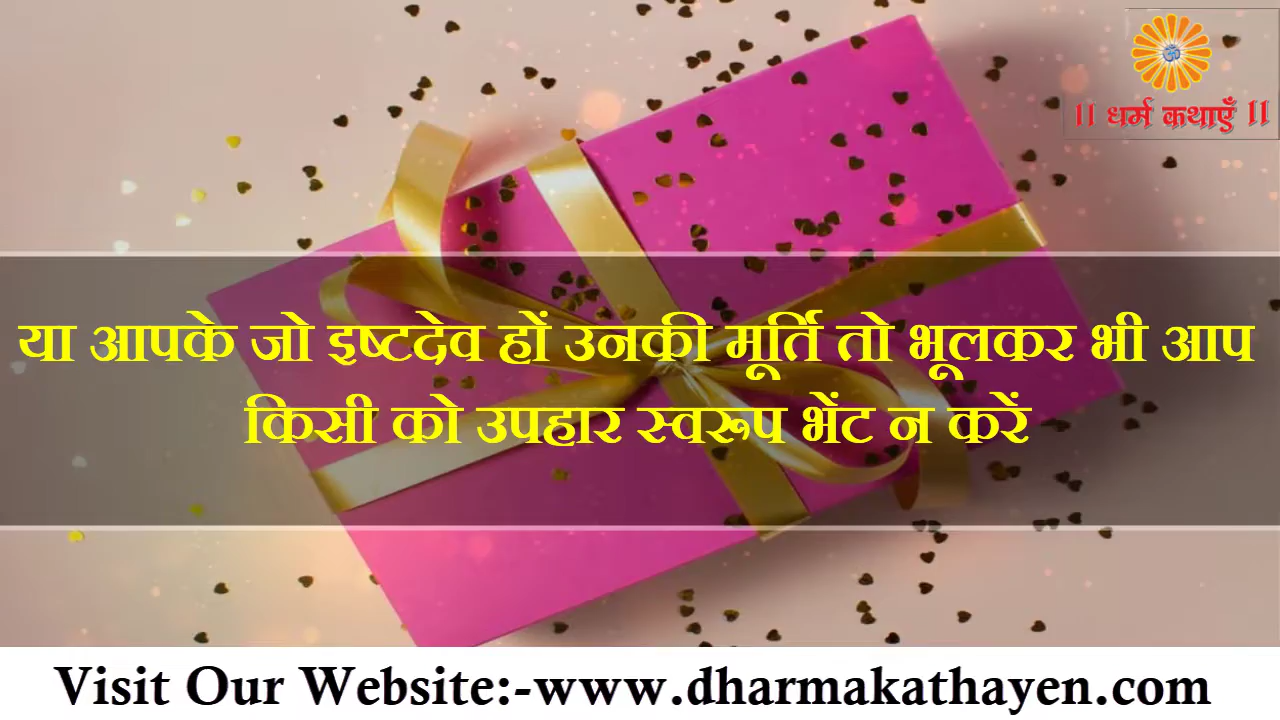 ।। धर्म कथाएँ ।।
या आपके जो इष्टदेव हों उनकी मूर्ति तो भूलकर भी आप
किसी को उपहार स्वरुप भेंट न करें
Visit Our Website:-www.dharmakathayen.com